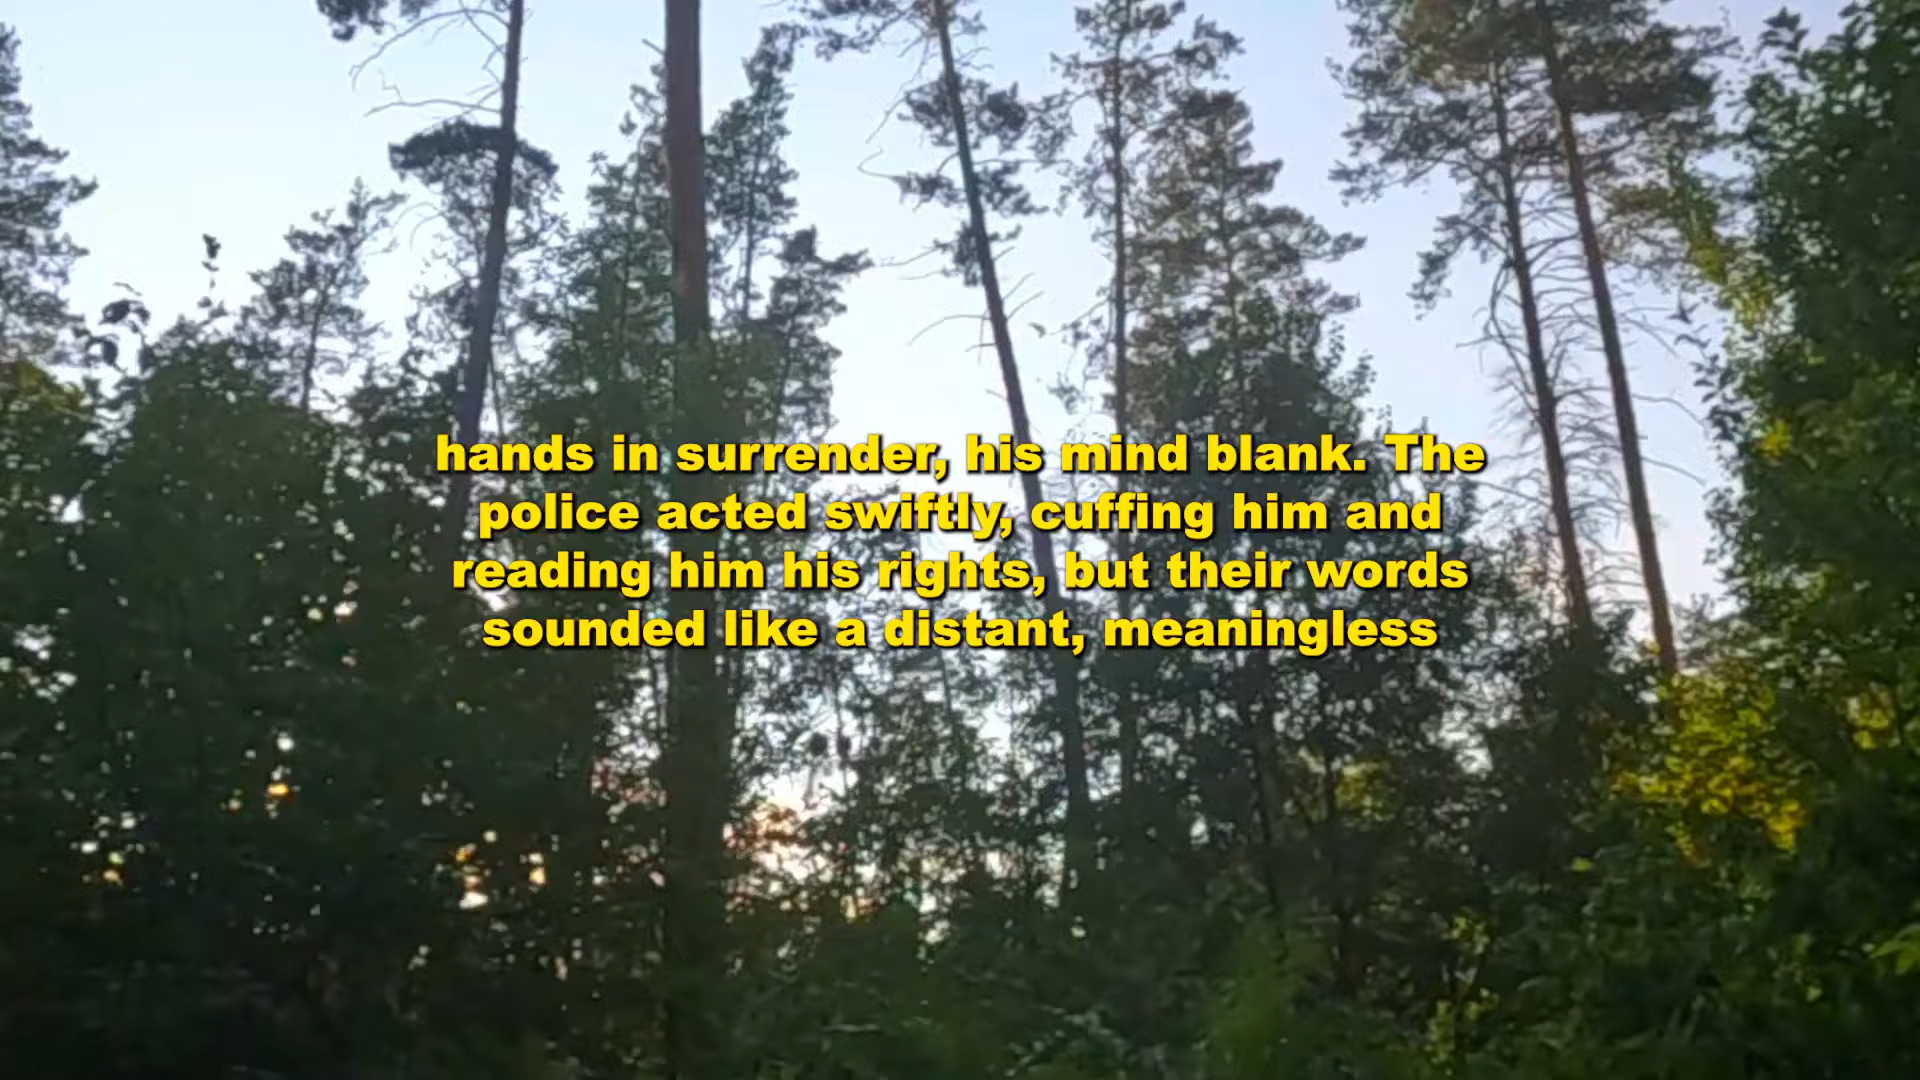 hands in surrender, his mind blank. The
police acted swiftly, cuffing him and
reading him his rights, but their words
sounded like a distant, meaningless